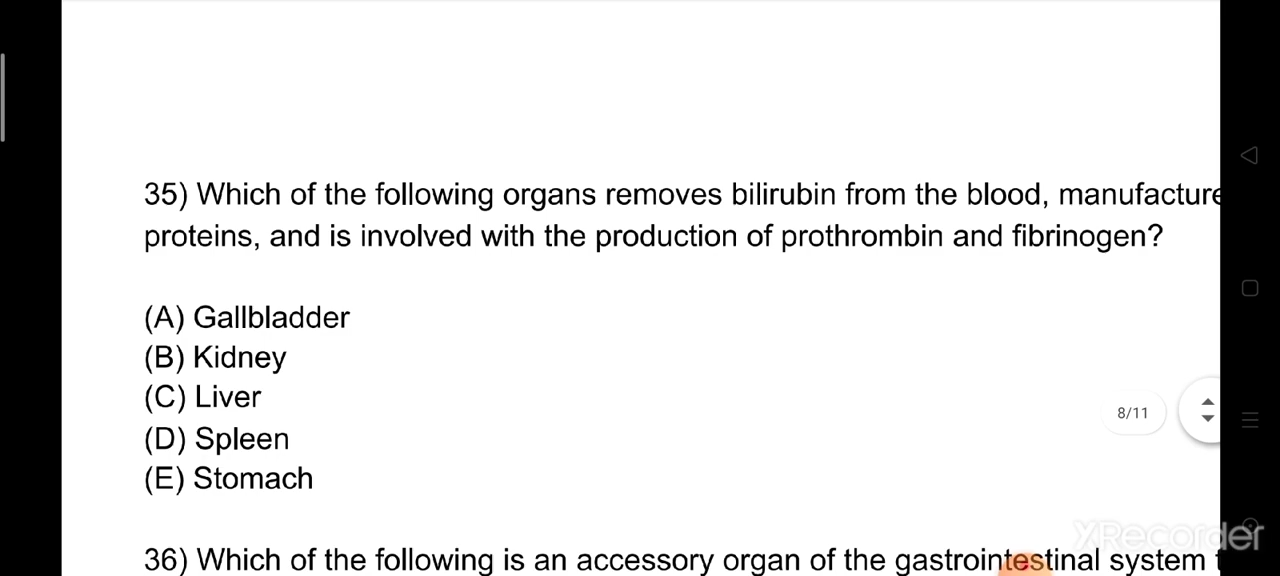 35) Which of the following organs removes bilirubin from the blood, manufacture
proteins, and is involved with the production of prothrombin and fibrinogen?
(A) Gallbladder
(B) Kidney
(C) Liver
(D) Spleen
(E) Stomach
8/11
36) Which of the following is an accessory organ of the gastrointestinal system
XRecorder